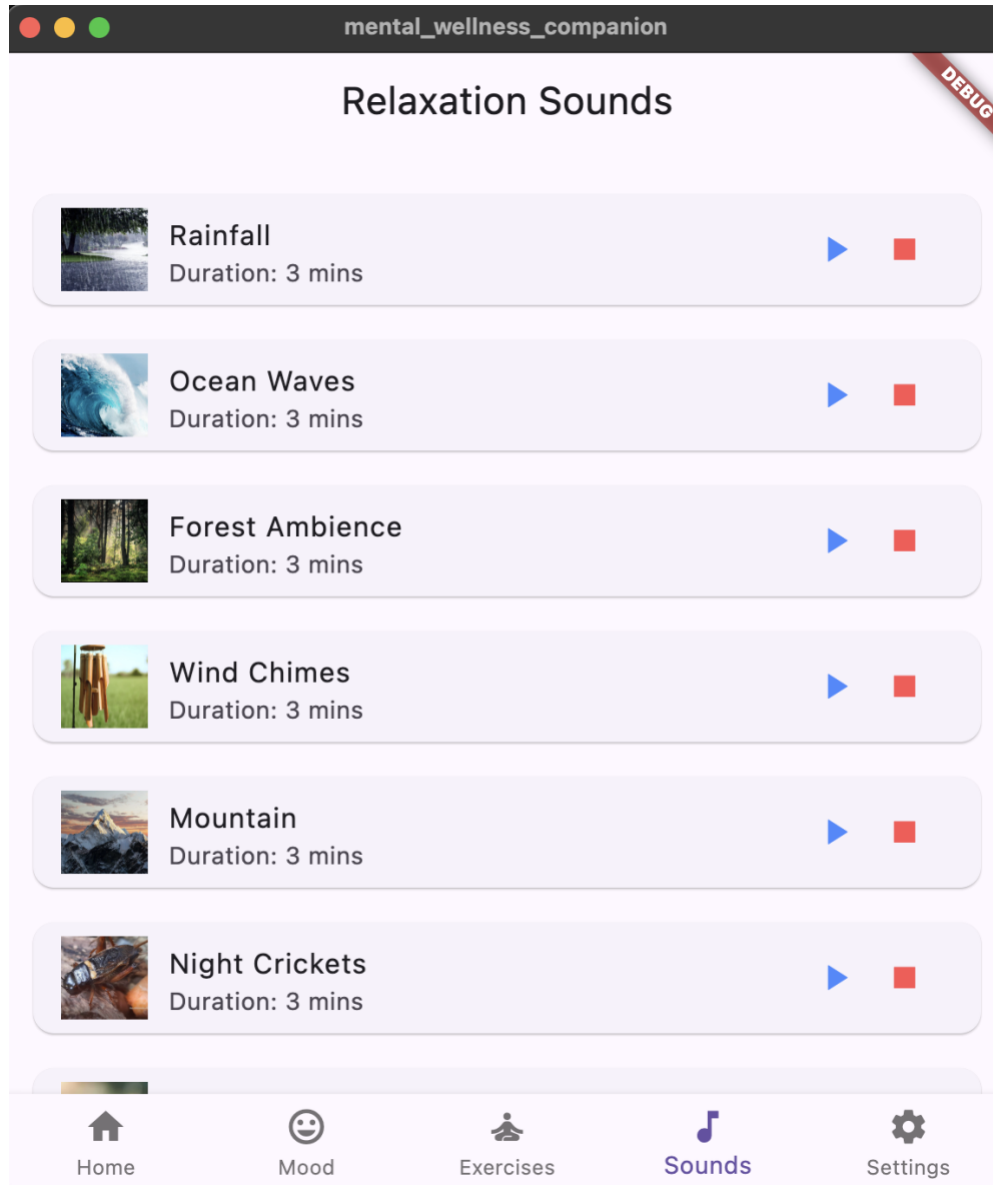 mental_wellness_companion
DEBUG
Relaxation Sounds
Rainfall
Duration: 3 mins
Ocean Waves
Duration: 3 mins
Forest Ambience
Duration: 3 mins
Wind Chimes
Duration: 3 mins
Mountain
Duration: 3 mins
Night Crickets
Duration: 3 mins
Home
Mood
Exercises
Sounds
Settings